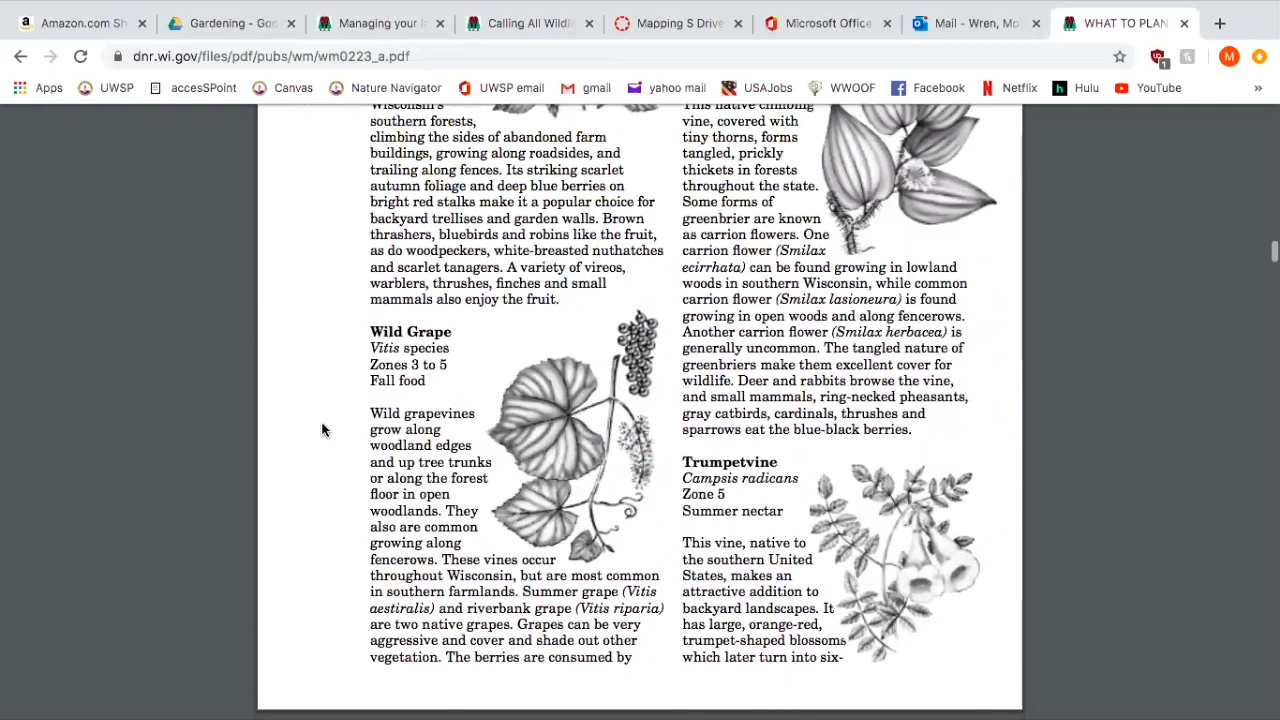 Amazon.com Sh
Gardening - Goo
Managing your l
Calling All Wildl
Mapping S Drive
Microsoft Office
Mail - Wren, Mo
WHAT TO PLAN
dnr.wi.gov/files/pdf/pubs/wm/wm0223_a.pdf
1
M
Apps
UWSP
accesSPoint
Canvas
Nature Navigator
UWSP email
gmail
yahoo mail
USAJobs
WWOOF
Facebook
Netflix
Hulu
YouTube
»
Wisconsin's
southern forests,
climbing the sides of abandoned farm
buildings, growing along roadsides, and
trailing along fences. Its striking scarlet
autumn foliage and deep blue berries on
bright red stalks make it a popular choice for
backyard trellises and garden walls. Brown
thrashers, bluebirds and robins like the fruit,
as do woodpeckers, white-breasted nuthatches
and scarlet tanagers. A variety of vireos,
warblers, thrushes, finches and small
mammals also enjoy the fruit.
Wild Grape
Vitis species
Zones 3 to 5
Fall food
Wild grapevines
grow along
woodland edges
and up tree trunks
or along the forest
floor in open
woodlands. They
also are common
growing along
fencerows. These vines occur
throughout Wisconsin, but are most common
in southern farmlands. Summer grape (Vitis
aestiralis) and riverbank grape (Vitis riparia)
are two native grapes. Grapes can be very
aggressive and cover and shade out other
vegetation. The berries are consumed by
This native climbing
vine, covered with
tiny thorns, forms
tangled, prickly
thickets in forests
throughout the state.
Some forms of
greenbrier are known
as carrion flowers. One
carrion flower (Smilax
ecirrhata) can be found growing in lowland
woods in southern Wisconsin, while common
carrion flower (Smilax lasioneura) is found
growing in open woods and along fencerows.
Another carrion flower (Smilax herbacea) is
generally uncommon. The tangled nature of
greenbriers make them excellent cover for
wildlife. Deer and rabbits browse the vine,
and small mammals, ring-necked pheasants,
gray catbirds, cardinals, thrushes and
sparrows eat the blue-black berries.
Trumpetvine
Campsis radicans
Zone 5
Summer nectar
This vine, native to
the southern United
States, makes an
attractive addition to
backyard landscapes. It
has large, orange-red,
trumpet-shaped blossoms
which later turn into six-